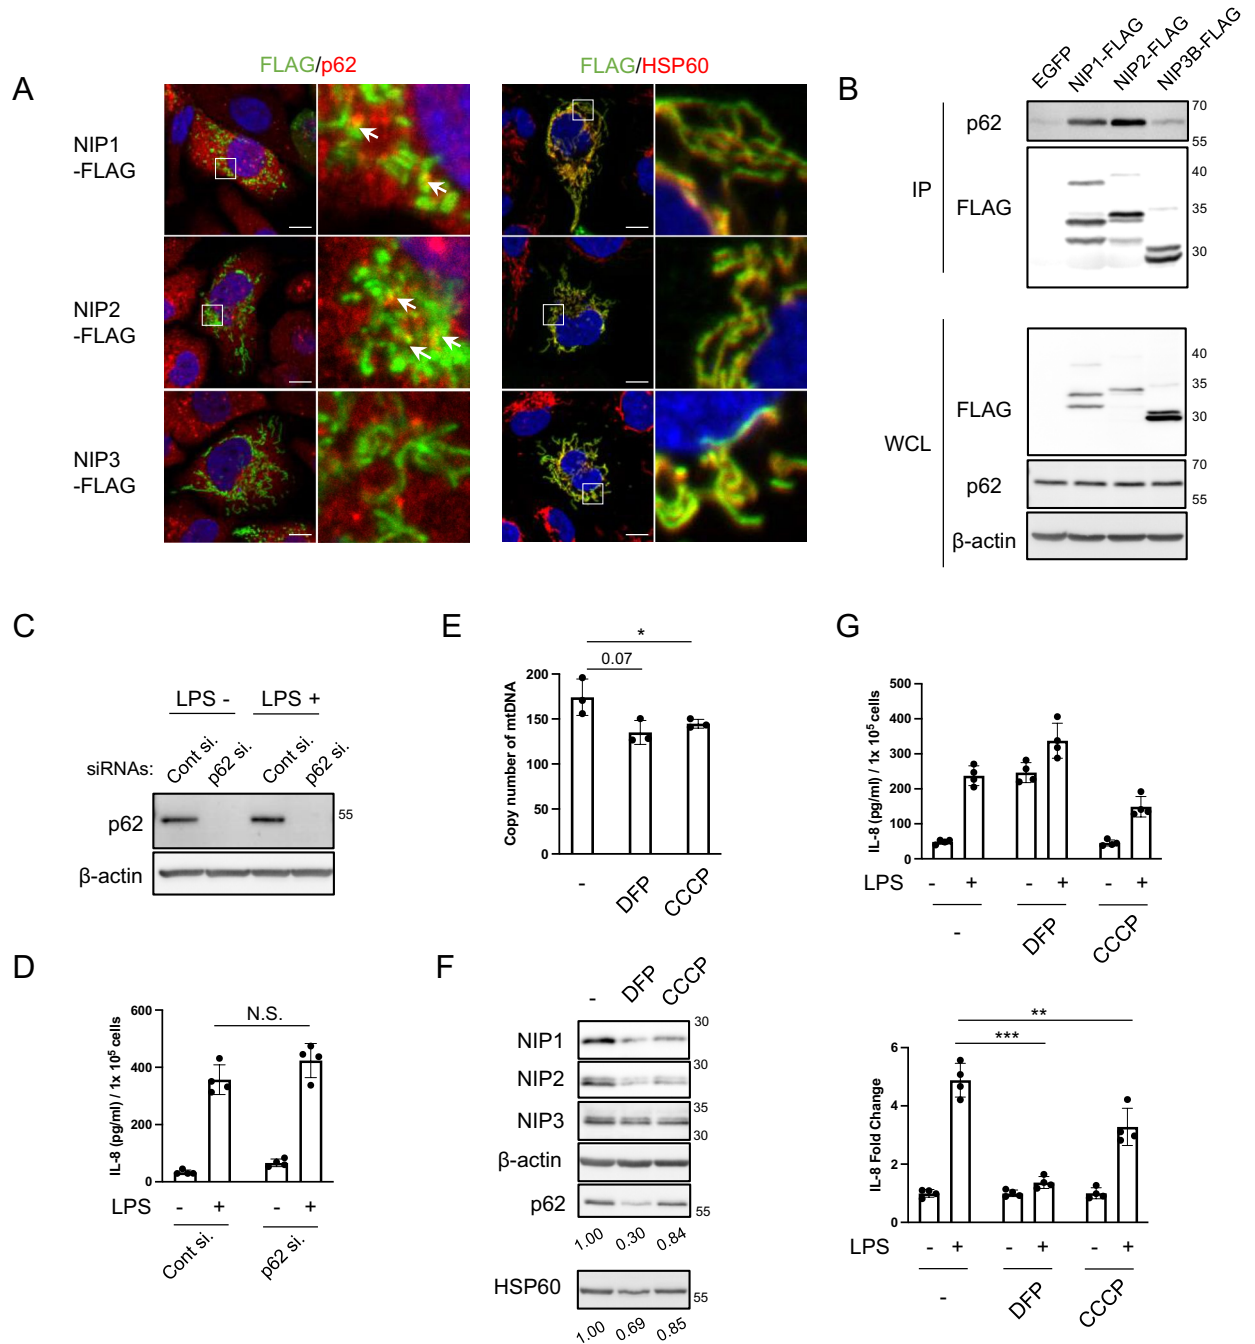 A
FLAG/p62
FLAG/HSP60
NIP1
-FLAG
NIP2
-FLAG
NIP3
-FLAG
B
EGFP
NIP1-FLAG
NIP2-FLAG
NIP3B-FLAG
IP
p62
70
55
FLAG
40
35
30
WCL
FLAG
40
35
30
p62
70
55
β-actin
C
LPS -
LPS +
siRNAs:
Cont si.
p62 si.
Cont si.
p62 si.
p62
55
β-actin
D
IL-8 (pg/ml) / 1x 10⁵ cells
600
400
200
0
N.S.
LPS
-
+
-
+
Cont si.
p62 si.
E
Copy number of mtDNA
200
150
100
50
0
*
0.07
-
DFP
CCCP
F
-
DFP
CCCP
NIP1
30
NIP2
30
NIP3
35
30
β-actin
p62
55
1.00
0.30
0.84
HSP60
55
1.00
0.69
0.85
G
IL-8 (pg/ml) / 1x 10⁵ cells
500
400
300
200
100
0
LPS
-
+
-
+
-
+
-
DFP
CCCP
IL-8 Fold Change
6
4
2
0
**
***
LPS
-
+
-
+
-
+
-
DFP
CCCP